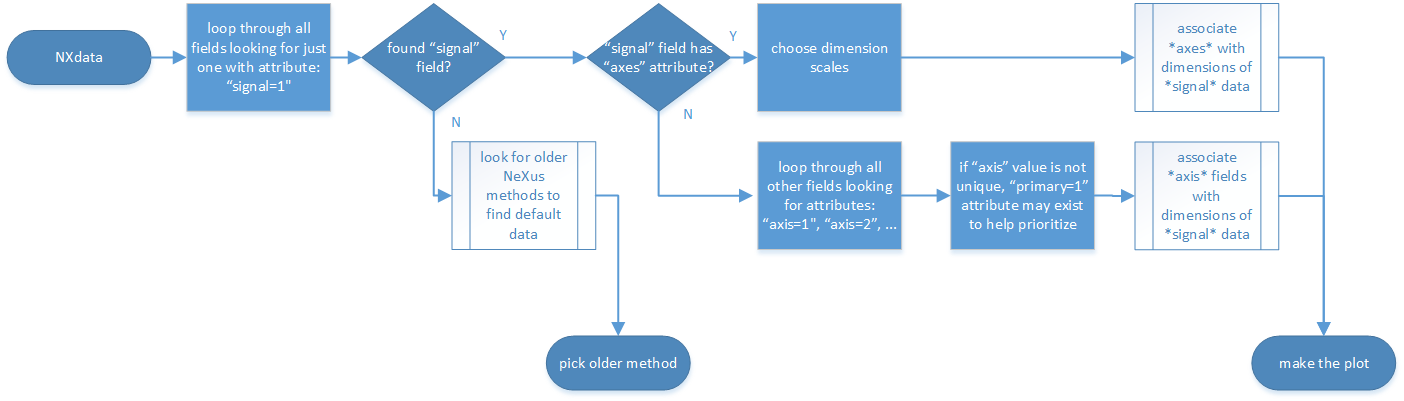 NXdata
loop through all
fields looking for just
one with attribute:
“signal=1"
found “signal”
field?
Y
N
“signal” field has
“axes” attribute?
Y
N
choose dimension
scales
associate
*axes* with
dimensions of
*signal* data
look for older
NeXus
methods to
find default
data
loop through all
other fields looking
for attributes:
“axis=1", “axis=2”, ...
if “axis” value is not
unique, “primary=1”
attribute may exist
to help prioritize
associate
*axis* fields
with
dimensions of
*signal* data
pick older method
make the plot